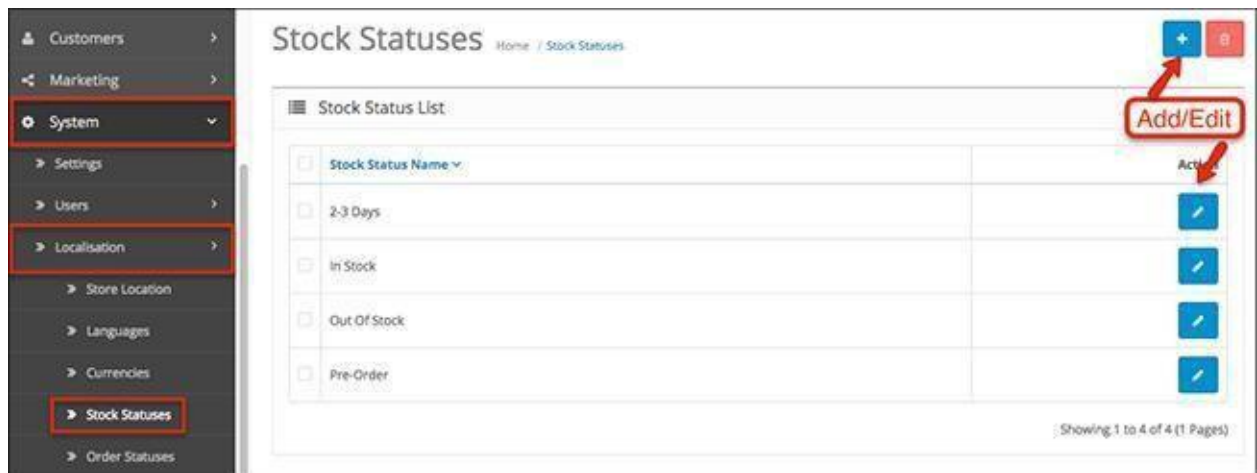 Customers
Marketing
System
Settings
Users
Localisation
Store Location
Languages
Currencies
Stock Statuses
Order Statuses
Stock Statuses Home / Stock Statuses
Add/Edit
Stock Status List
Stock Status Name
2-3 Days
In Stock
Out Of Stock
Pre-Order
Showing 1 to 4 of 4 (1 Pages)